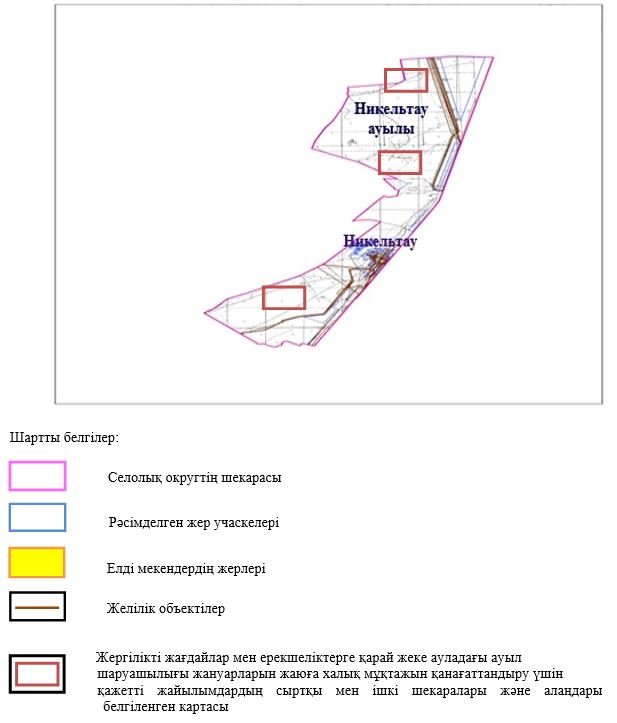 Никельтау
ауылы
Никельтау
Шартты белгілер:
Селолық округтің шекарасы
Рәсімделген жер учаскелері
Елді мекендердің жерлері
Желілік объектілер
Жергілікті жағдайлар мен ерекшеліктерге қарай жеке ауладағы ауыл
шаруашылығы жануарларын жаюға халық мұқтажын қанағаттандыру үшін
қажетті жайылымдардың сыртқы мен ішкі шекаралары және алаңдары
белгіленген картасы